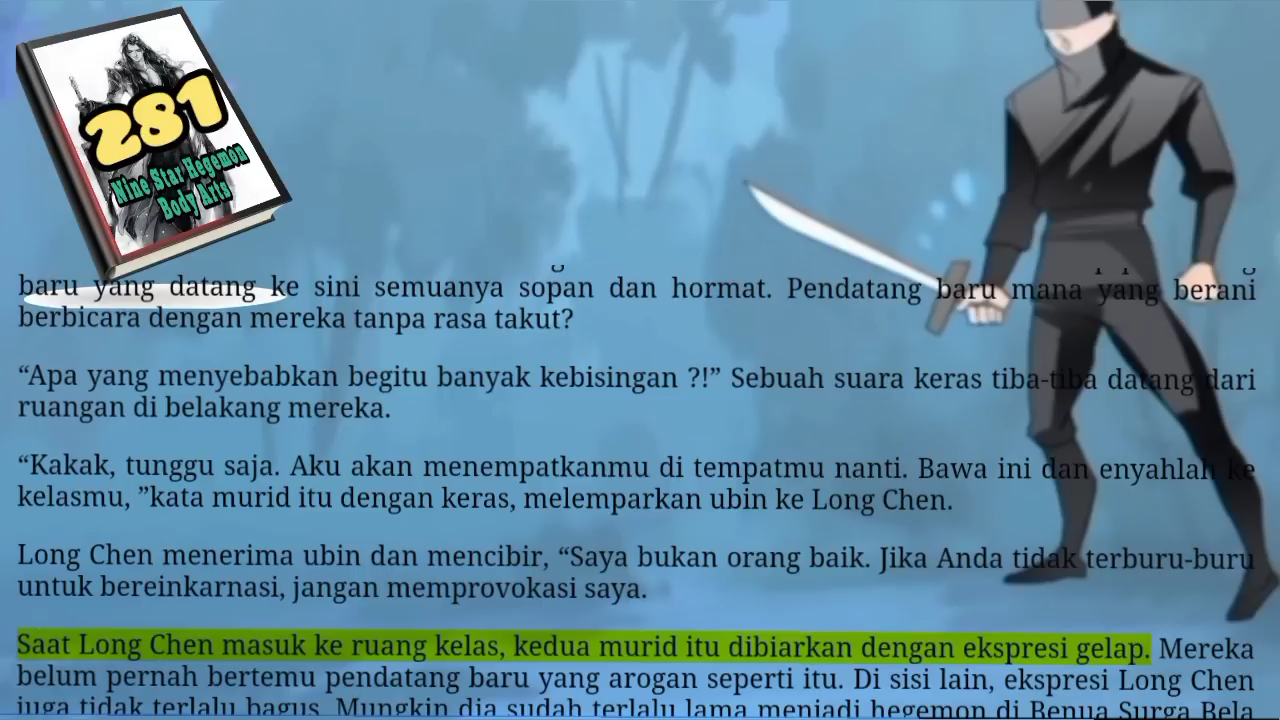 281
Nine Star Hegemon
Body Arts
baru yang datang ke sini semuanya sopan dan hormat. Pendatang baru mana yang berani
berbicara dengan mereka tanpa rasa takut?
“Apa yang menyebabkan begitu banyak kebisingan ?!” Sebuah suara keras tiba-tiba datang dari
ruangan di belakang mereka.
“Kakak, tunggu saja. Aku akan menempatkanmu di tempatmu nanti. Bawa ini dan enyahlah ke
kelasmu, ”kata murid itu dengan keras, melemparkan ubin ke Long Chen.
Long Chen menerima ubin dan mencibir, “Saya bukan orang baik. Jika Anda tidak terburu-buru
untuk bereinkarnasi, jangan memprovokasi saya.
Saat Long Chen masuk ke ruang kelas, kedua murid itu dibiarkan dengan ekspresi gelap. Mereka
belum pernah bertemu pendatang baru yang arogan seperti itu. Di sisi lain, ekspresi Long Chen
juga tidak terlalu bagus. Mungkin dia sudah terlalu lama menjadi hegemon di Benua Surga Bela